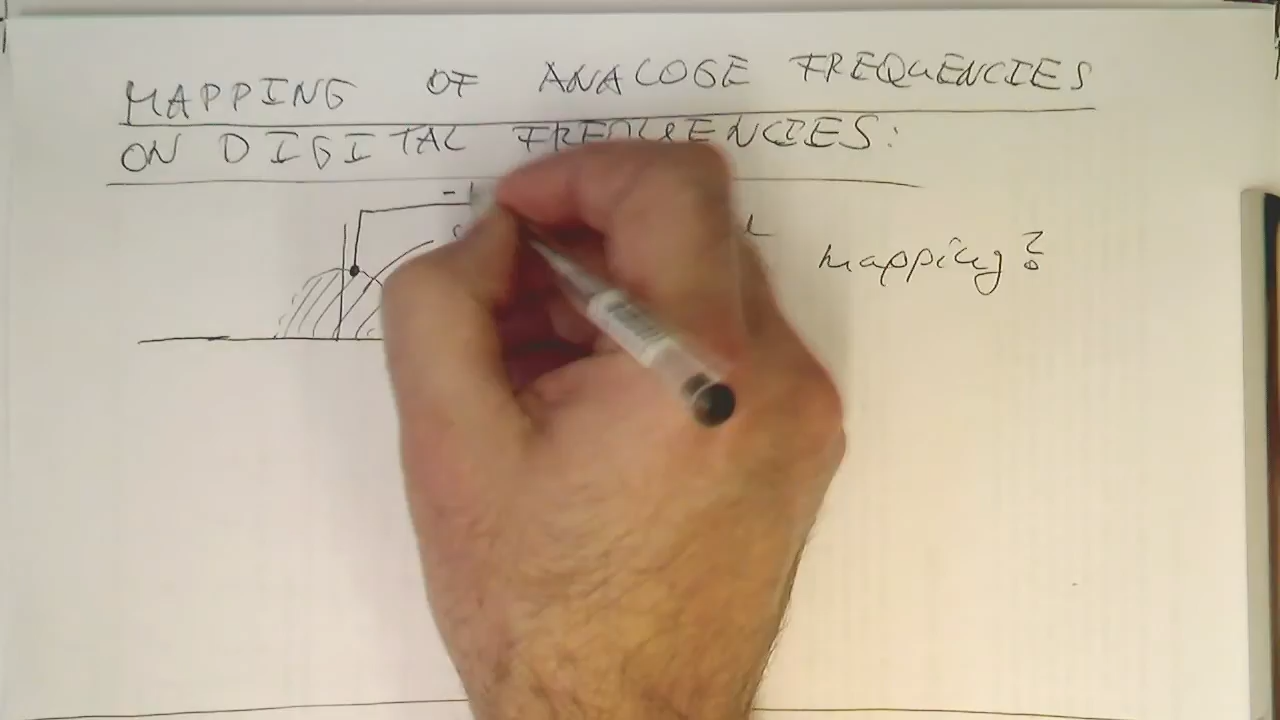 MAPPING OF ANALOGE FREQUENCIES
ON DIGITAL FREQUENCIES:
mapping?